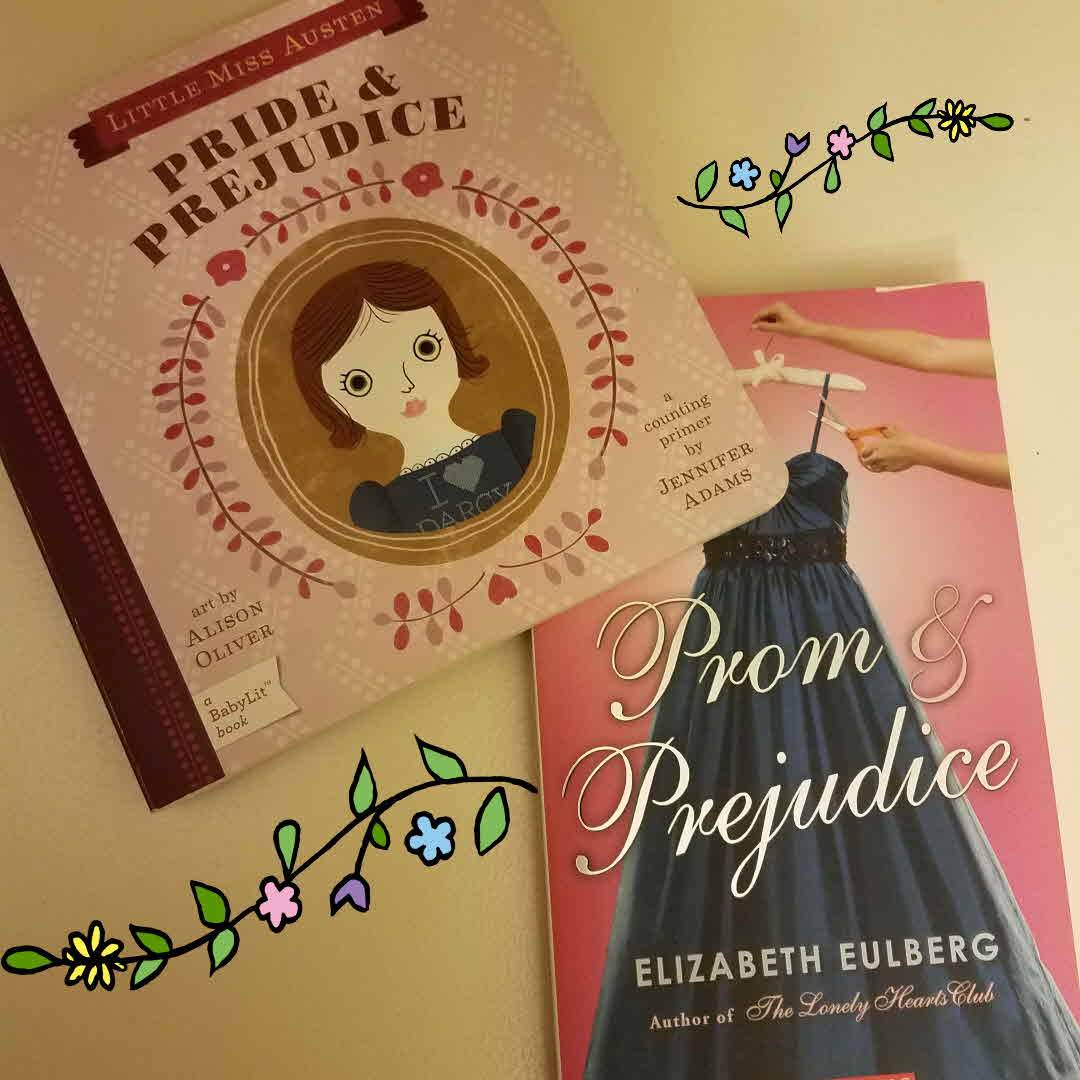 LITTLE MISS AUSTEN
PRIDE &
PREJUDICE
I
DARCY
a
counting
primer
by
JENNIFER
ADAMS
art by
ALISON
OLIVER
a
BabyLit™
book
Prom &
Prejudice
ELIZABETH EULBERG
Author of The Lonely Hearts Club